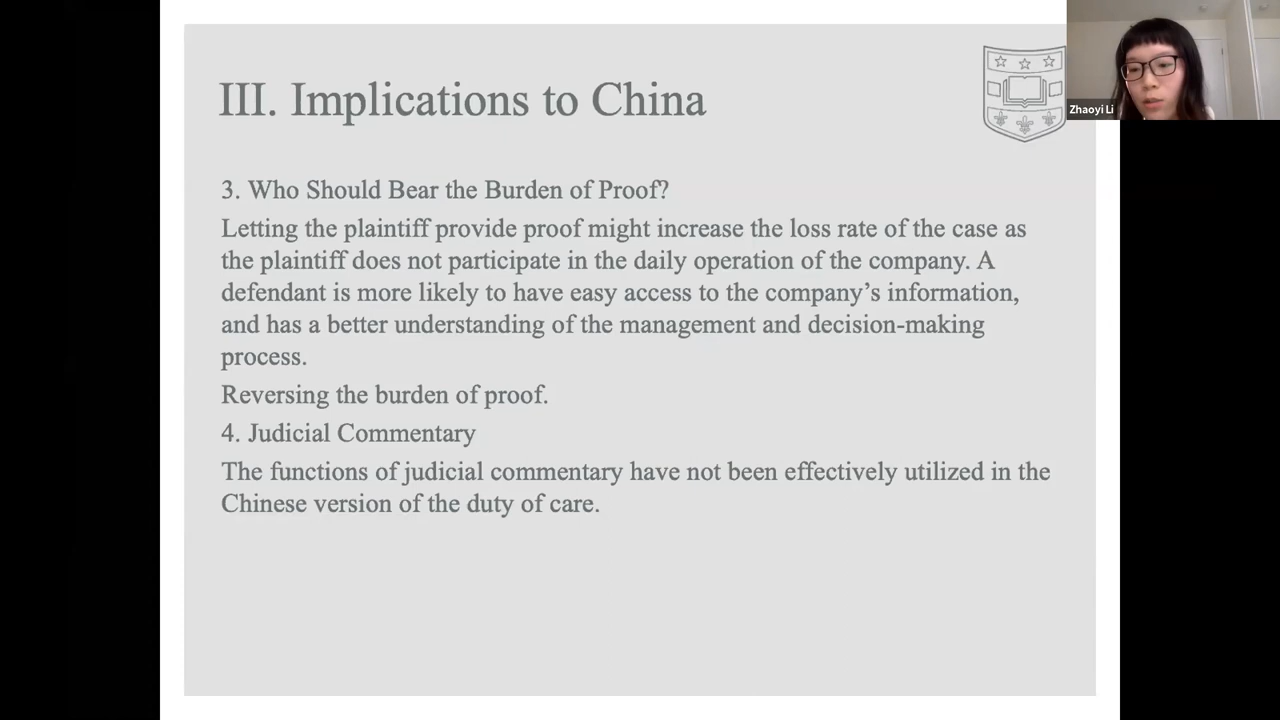 III. Implications to China
Zhaoyi Li
3. Who Should Bear the Burden of Proof?
Letting the plaintiff provide proof might increase the loss rate of the case as
the plaintiff does not participate in the daily operation of the company. A
defendant is more likely to have easy access to the company’s information,
and has a better understanding of the management and decision-making
process.
Reversing the burden of proof.
4. Judicial Commentary
The functions of judicial commentary have not been effectively utilized in the
Chinese version of the duty of care.